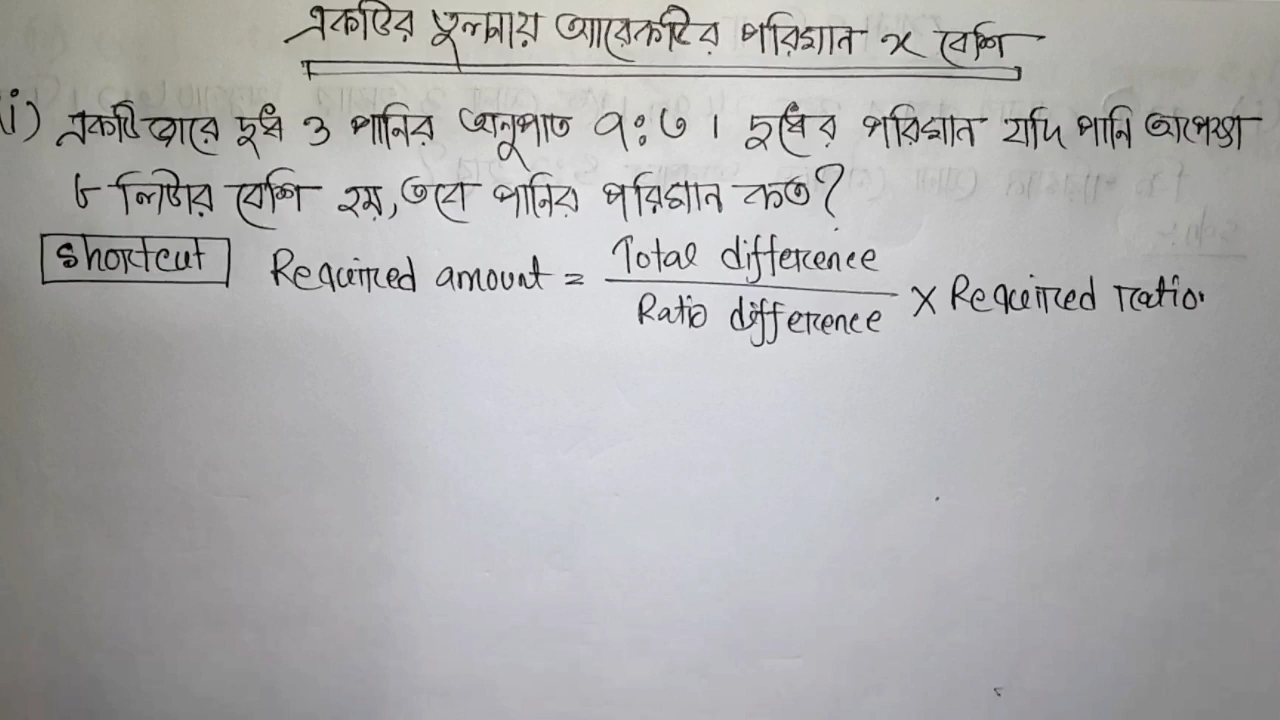 একটির তুলনায় আরেকটির পরিমান x বেশি
(i) একটি দ্রবে দুধ ও পানির অনুপাত ৭:৩। দুধের পরিমান যদি পানি অপেক্ষা
৮ লিটার বেশি হয়, তবে পানির পরিমান কত?
Shortcut Required amount = Total difference / Ratio difference × Required ratio.